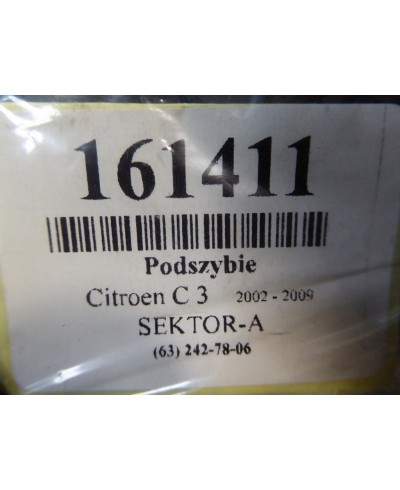 161411
Podszybie
Citroen C 3 2002 - 2009
SEKTOR-A
(63) 242-78-06